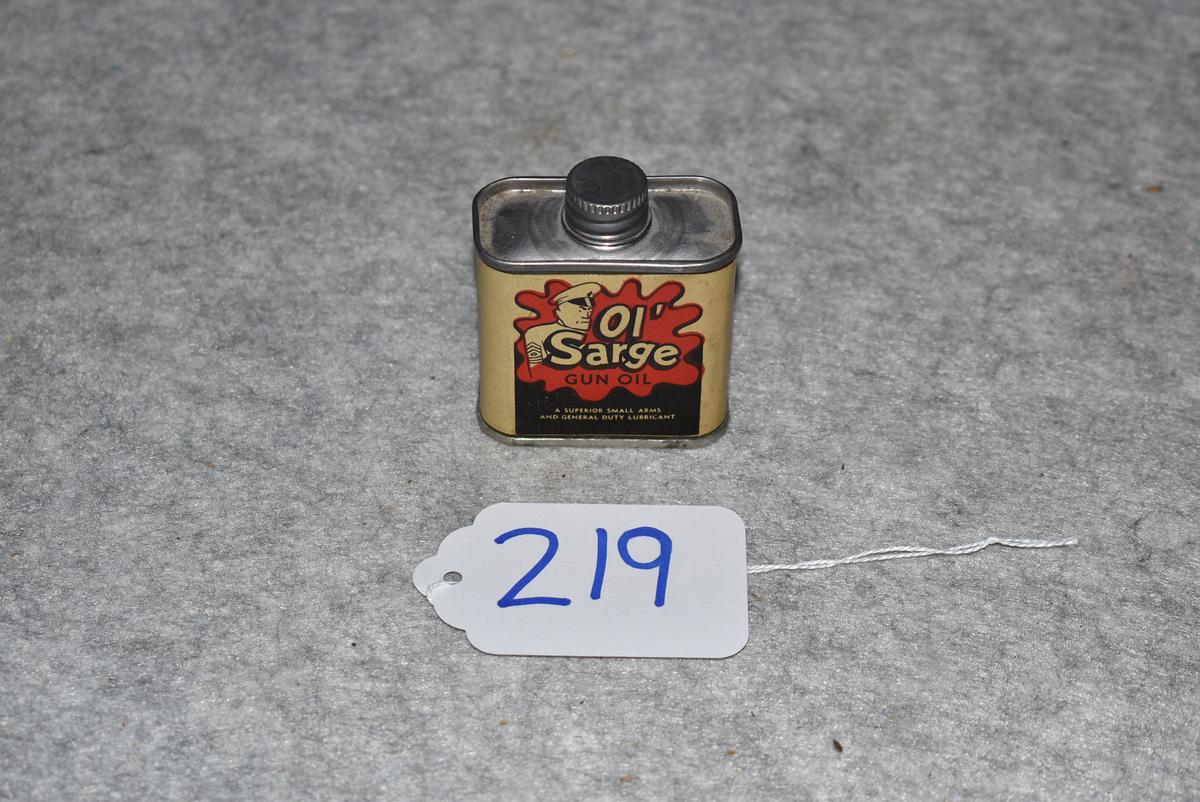 Ol'
Sarge
GUN OIL
A SUPERIOR SMALL ARMS
AND GENERAL DUTY LUBRICANT
219